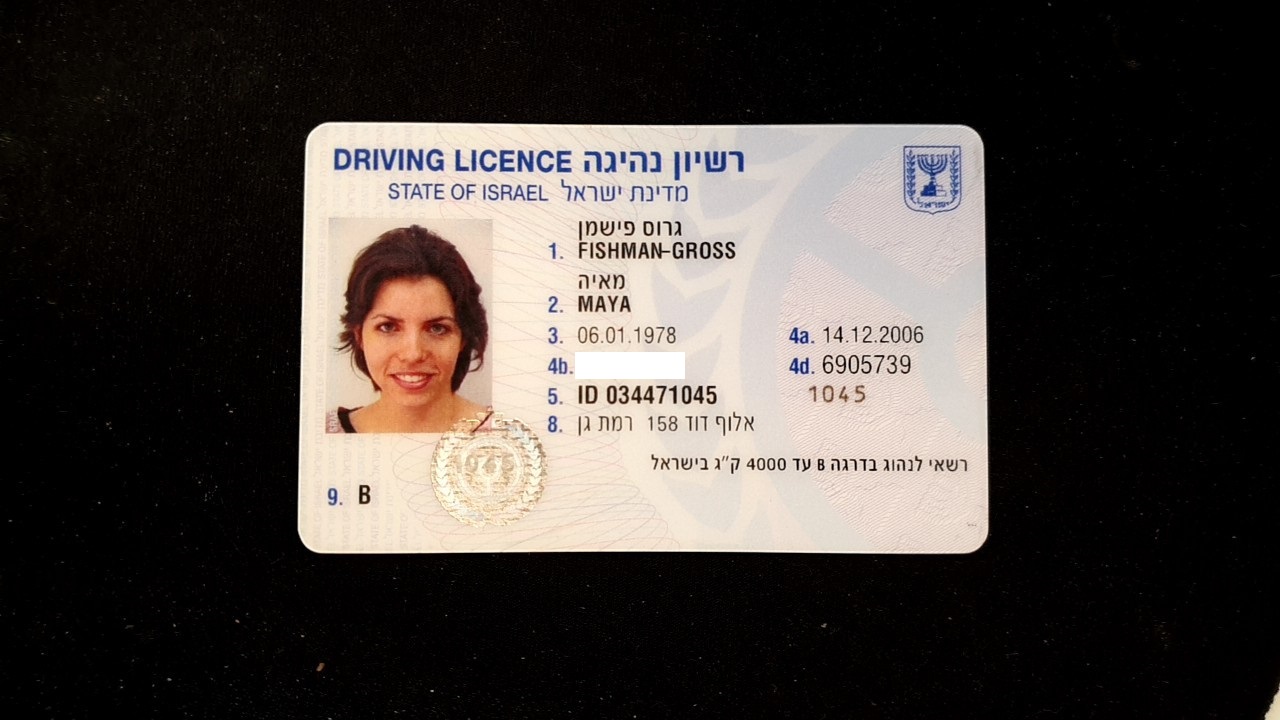 DRIVING LICENCE רשיון נהיגה
STATE OF ISRAEL מדינת ישראל
גרוס פישמן
1. FISHMAN-GROSS
מאיה
2. MAYA
3. 06.01.1978 4a. 14.12.2006
4b. 4d. 6905739
5. ID 034471045 1045
8. אלוף דוד 158 רמת גן
רשאי לנהוג בדרגה B עד 4000 ק"ג בישראל
9. B